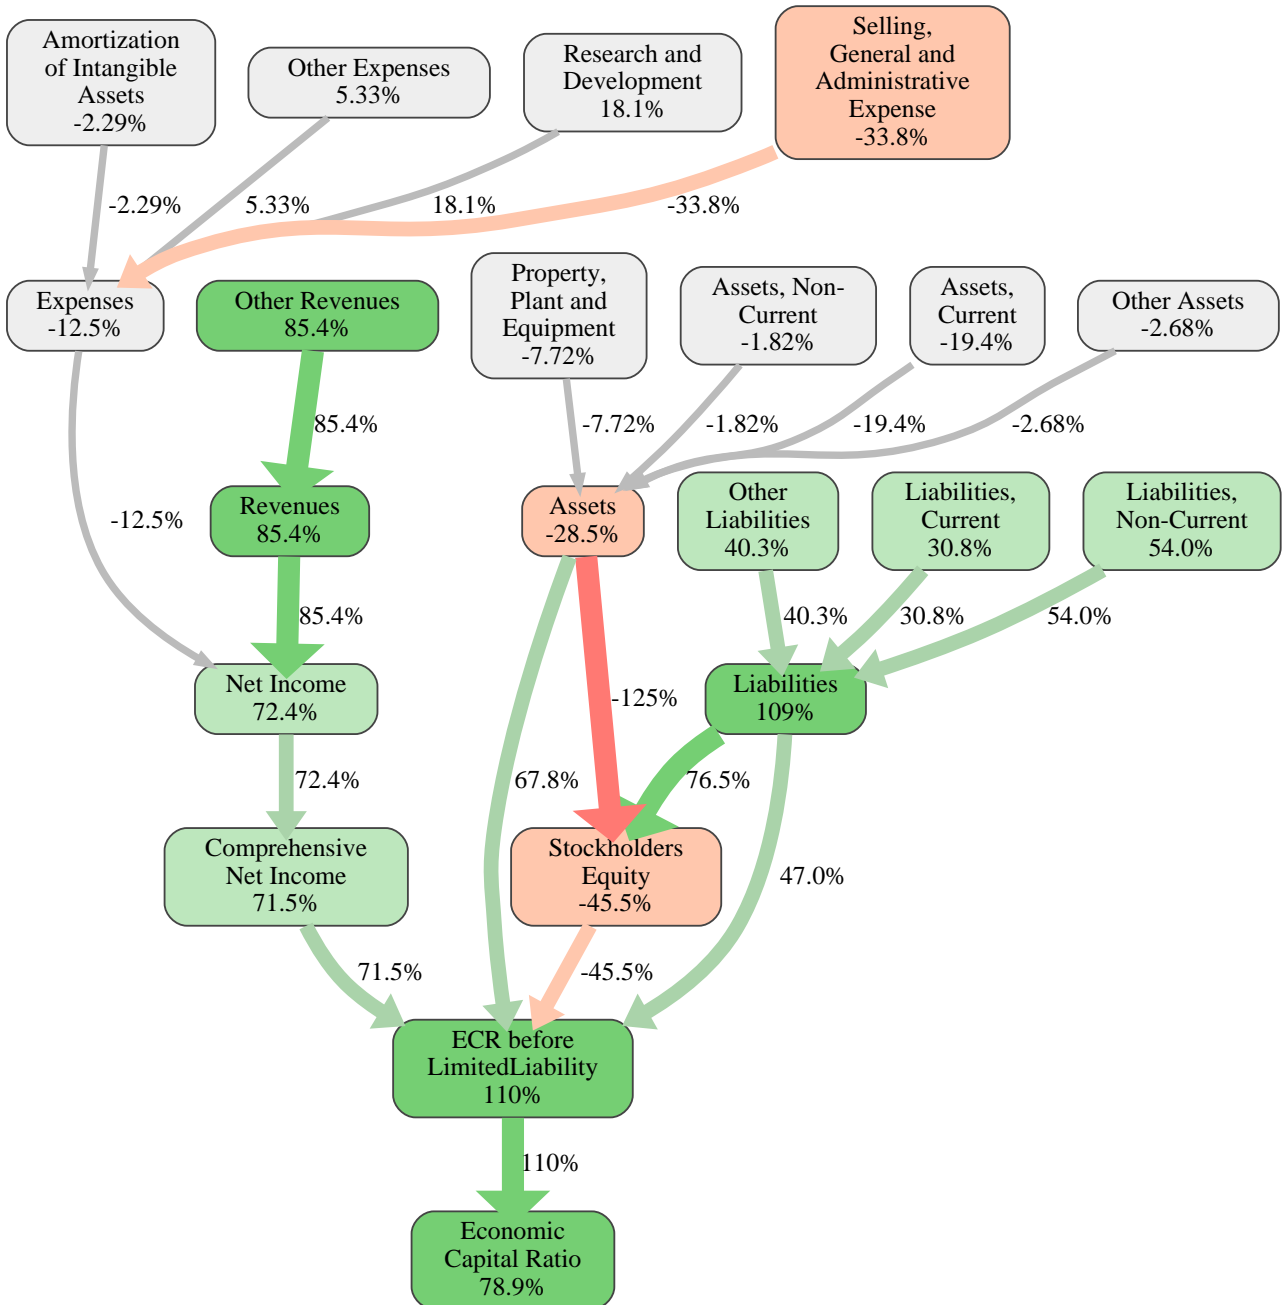 Amortization
of Intangible
Assets
-2.29%
Other Expenses
5.33%
Research and
Development
18.1%
Selling,
General and
Administrative
Expense
-33.8%
-2.29%
5.33%
18.1%
-33.8%
Expenses
-12.5%
Other Revenues
85.4%
Property,
Plant and
Equipment
-7.72%
Assets, Non-
Current
-1.82%
Assets,
Current
-19.4%
Other Assets
-2.68%
85.4%
-7.72%
-1.82%
-19.4%
-2.68%
-12.5%
Revenues
85.4%
Assets
-28.5%
Other
Liabilities
40.3%
Liabilities,
Current
30.8%
Liabilities,
Non-Current
54.0%
85.4%
40.3%
30.8%
54.0%
Net Income
72.4%
-125%
Liabilities
109%
72.4%
67.8%
76.5%
Comprehensive
Net Income
71.5%
Stockholders
Equity
-45.5%
47.0%
71.5%
-45.5%
ECR before
LimitedLiability
110%
110%
Economic
Capital Ratio
78.9%